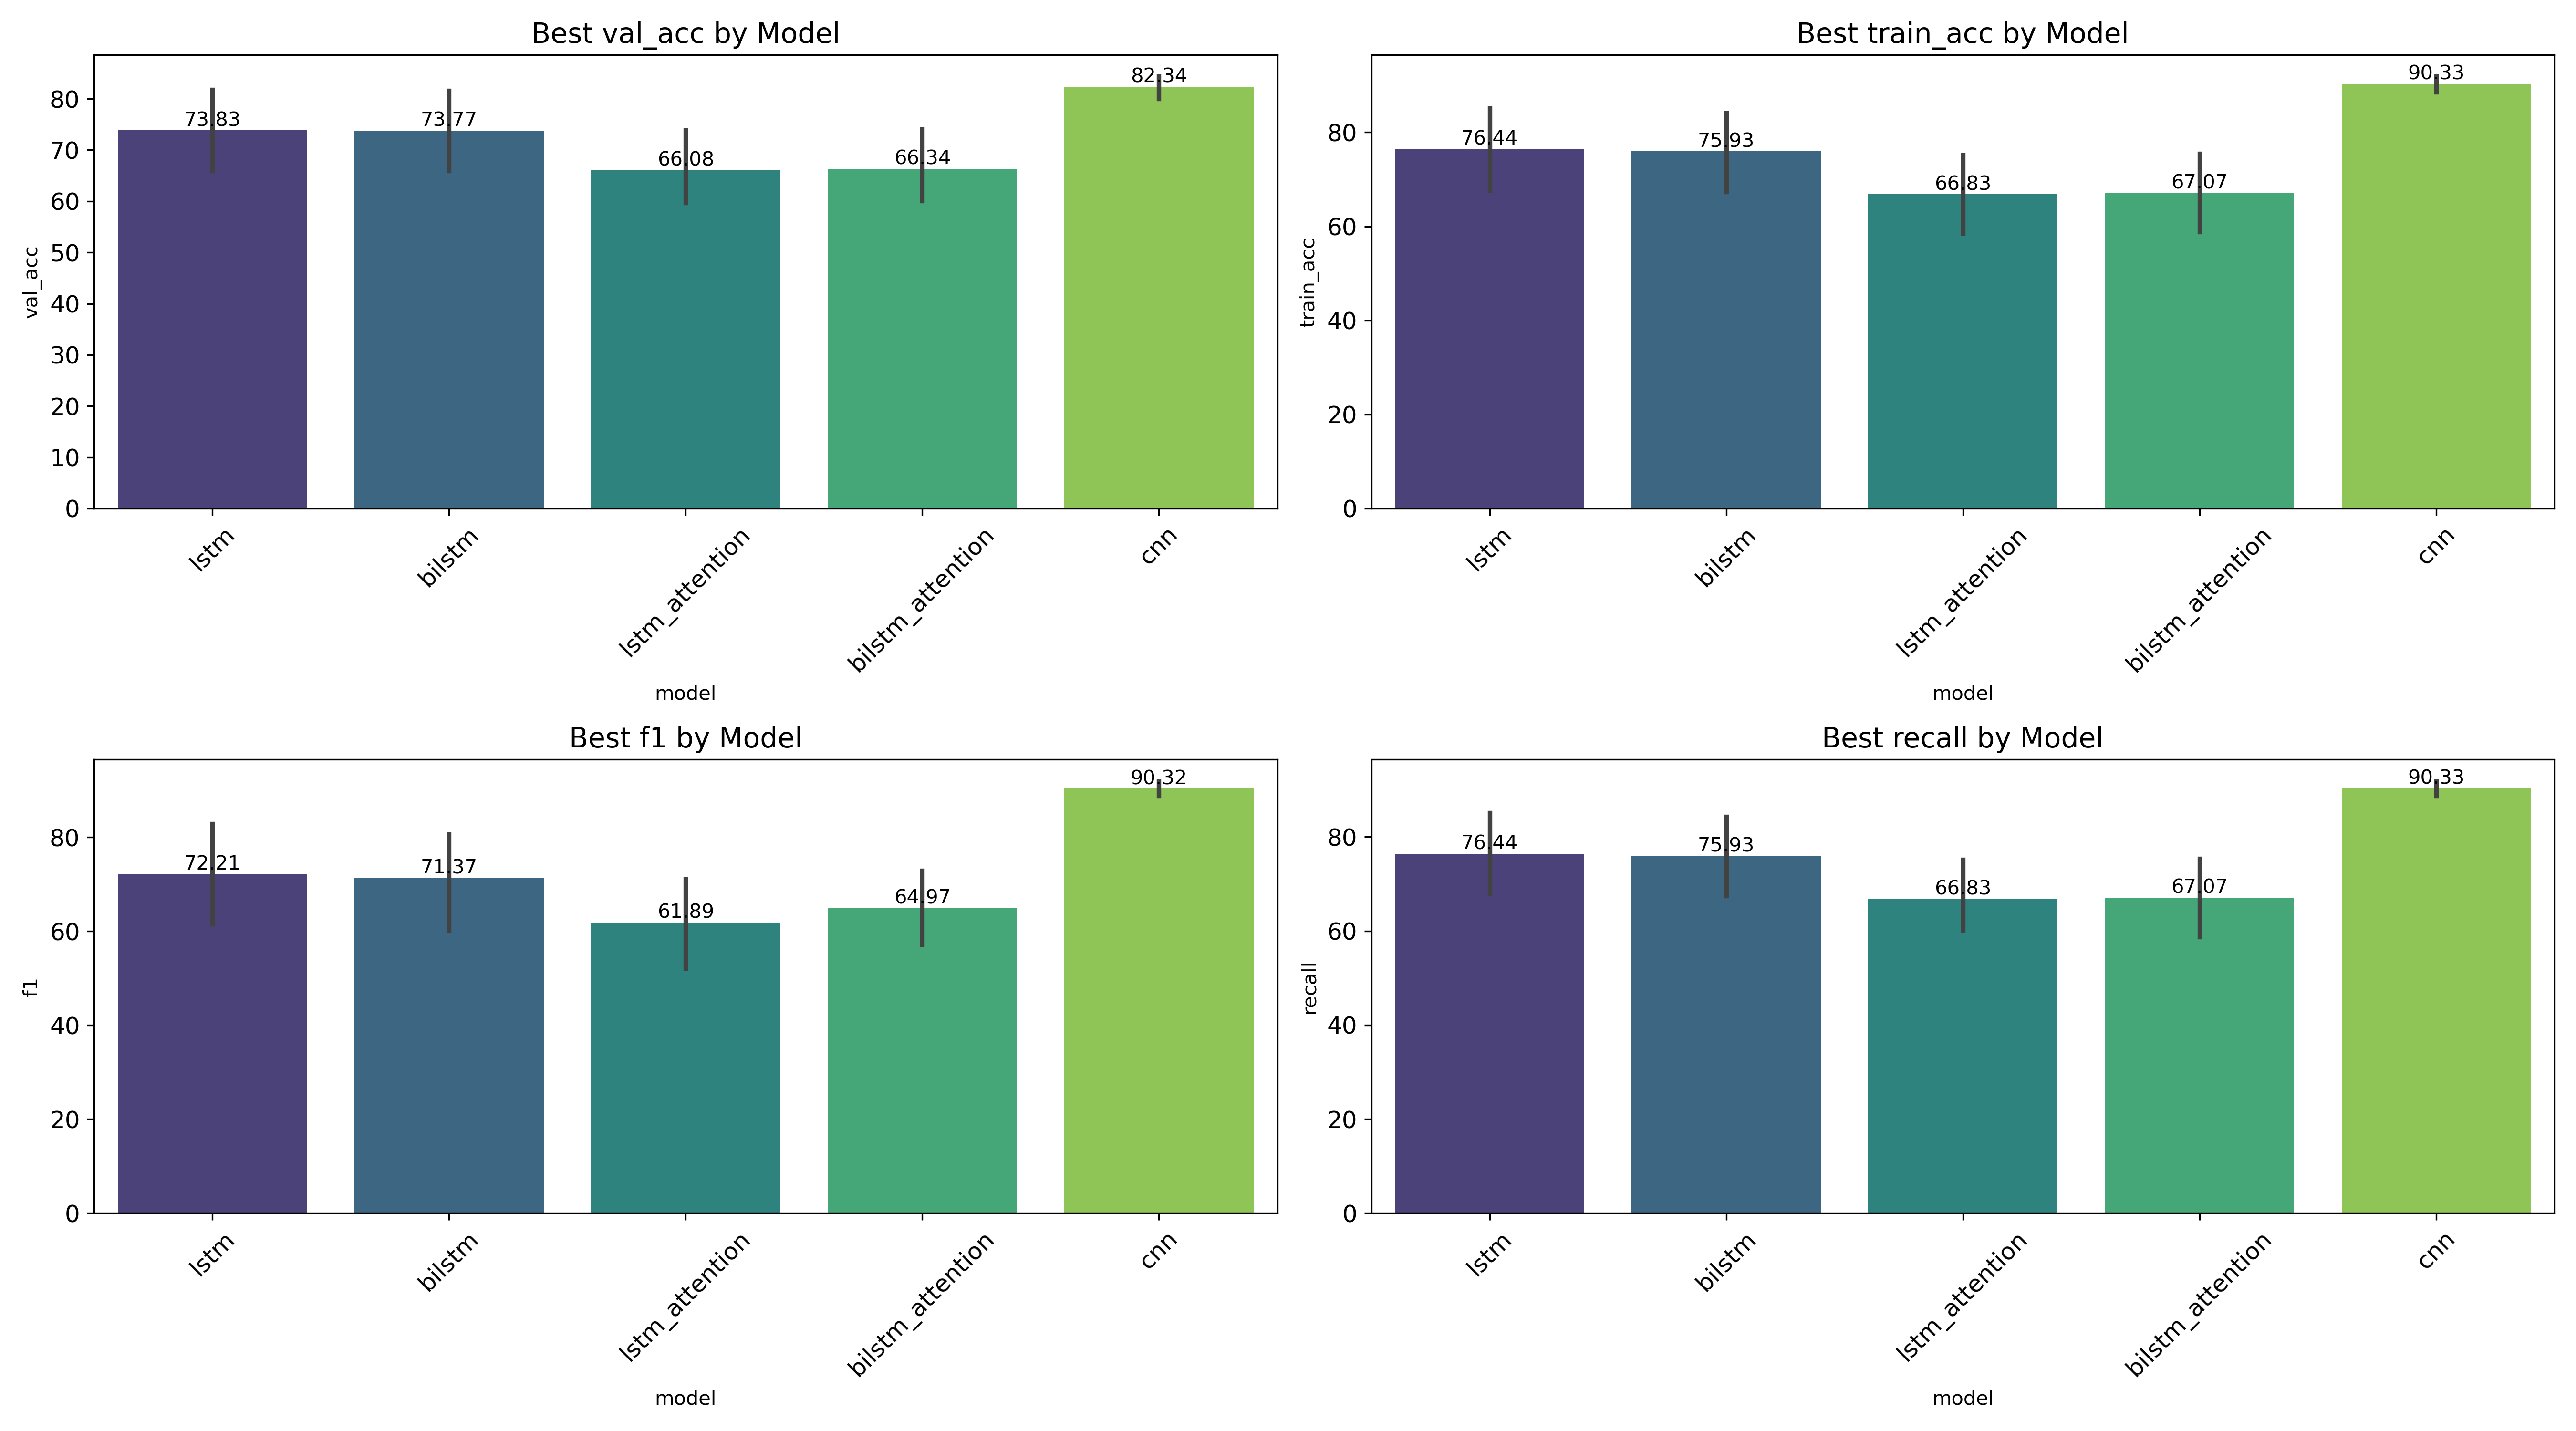 Best val_acc by Model
val_acc
80
70
60
50
40
30
20
10
0
73.83
73.77
66.08
66.34
82.34
lstm
bilstm
lstm_attention
bilstm_attention
cnn
model
Best train_acc by Model
train_acc
80
60
40
20
0
76.44
75.93
66.83
67.07
90.33
lstm
bilstm
lstm_attention
bilstm_attention
cnn
model
Best f1 by Model
f1
80
60
40
20
0
72.21
71.37
61.89
64.97
90.32
lstm
bilstm
lstm_attention
bilstm_attention
cnn
model
Best recall by Model
recall
80
60
40
20
0
76.44
75.93
66.83
67.07
90.33
lstm
bilstm
lstm_attention
bilstm_attention
cnn
model